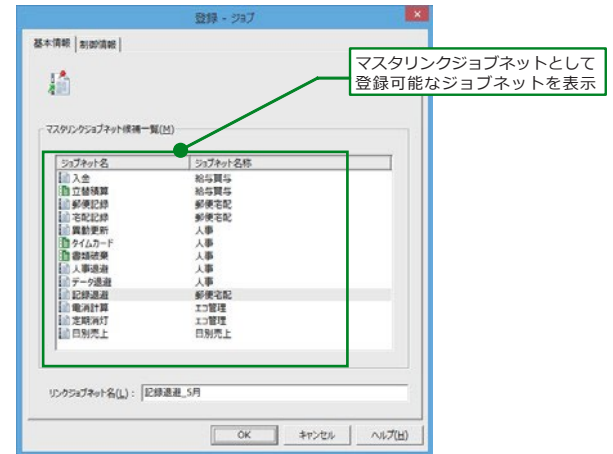 登録 - ジョブ
基本情報 制御情報
マスタリンクジョブネットとして
登録可能なジョブネットを表示
マスタリンクジョブネット候補一覧(M)
ジョブネット名 ジョブネット名称
入金 給与賞与
立替積算 給与賞与
郵便記録 郵便宅配
宅配記録 郵便宅配
異動更新 人事
タイムカード 人事
書類破棄 人事
人事退避 人事
データ退避 人事
記録退避 郵便宅配
電消計算 エコ管理
定期消灯 エコ管理
日別売上 日別売上
リンクジョブネット名(L): 記録退避_5月
OK キャンセル ヘルプ(H)